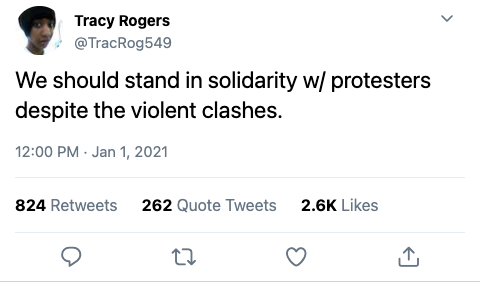 Tracy Rogers
@TracRog549
We should stand in solidarity w/ protesters
despite the violent clashes.
12:00 PM · Jan 1, 2021
824 Retweets 262 Quote Tweets 2.6K Likes